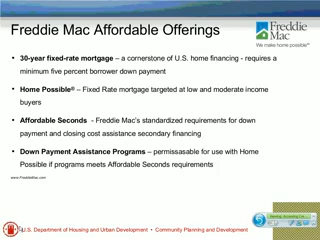 Freddie Mac Affordable Offerings
Freddie
Mac
We make home possible
• 30-year fixed-rate mortgage – a cornerstone of U.S. home financing - requires a
minimum five percent borrower down payment
• Home Possible® – Fixed Rate mortgage targeted at low and moderate income
buyers
• Affordable Seconds - Freddie Mac's standardized requirements for down
payment and closing cost assistance secondary financing
• Down Payment Assistance Programs – permissasable for use with Home
Possible if programs meets Affordable Seconds requirements
www.FreddieMac.com
U.S. Department of Housing and Urban Development • Community Planning and Development